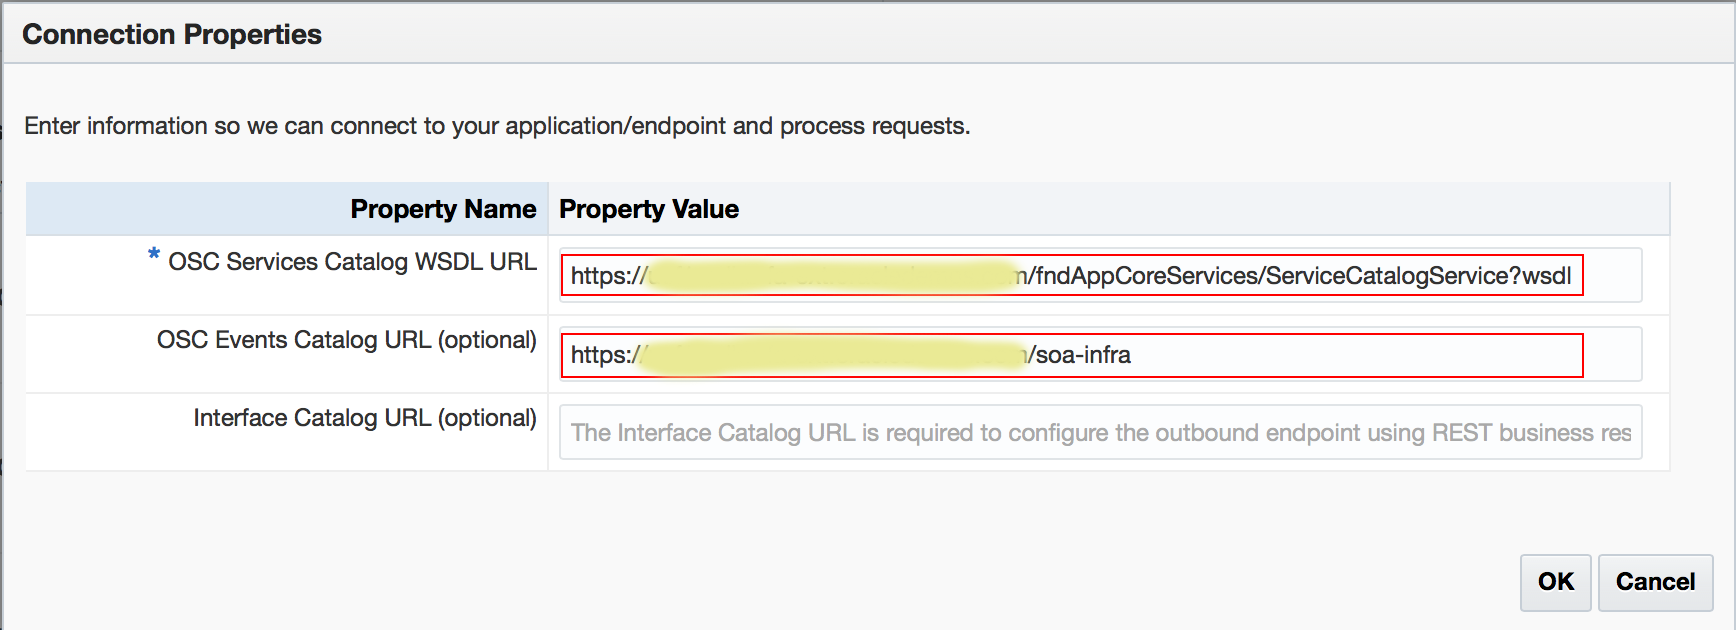 Connection Properties
Enter information so we can connect to your application/endpoint and process requests.
Property Name Property Value
* OSC Services Catalog WSDL URL https:// m/fndAppCoreServices/ServiceCatalogService?wsdl
OSC Events Catalog URL (optional) https:// /soa-infra
Interface Catalog URL (optional) The Interface Catalog URL is required to configure the outbound endpoint using REST business res
OK Cancel